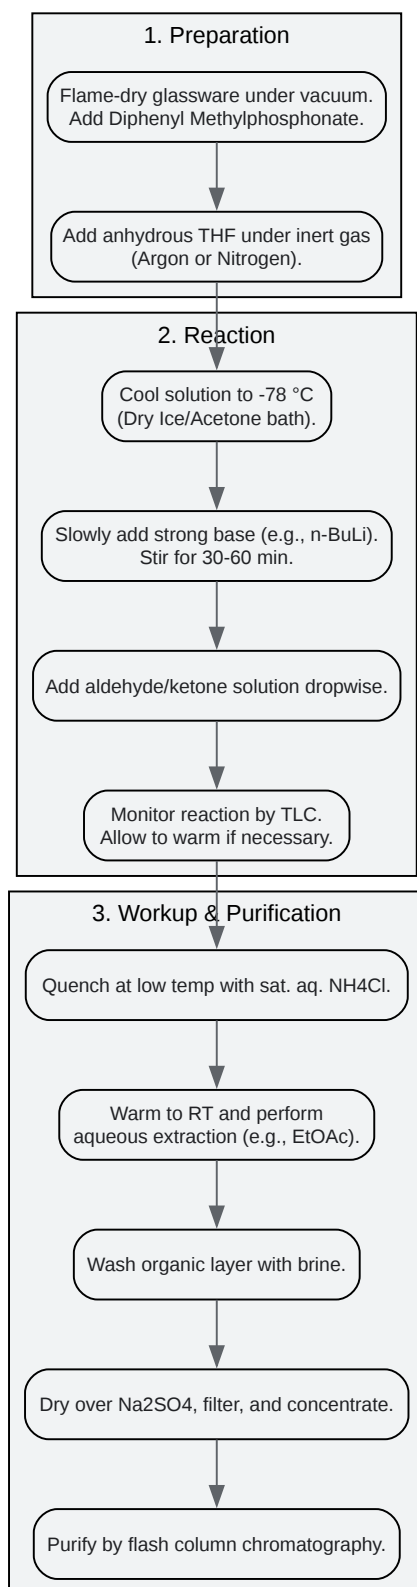 1. Preparation
Flame-dry glassware under vacuum.
Add Diphenyl Methylphosphonate.
Add anhydrous THF under inert gas
(Argon or Nitrogen).
2. Reaction
Cool solution to -78 °C
(Dry Ice/Acetone bath).
Slowly add strong base (e.g., n-BuLi).
Stir for 30-60 min.
Add aldehyde/ketone solution dropwise.
Monitor reaction by TLC.
Allow to warm if necessary.
3. Workup & Purification
Quench at low temp with sat. aq. NH4Cl.
Warm to RT and perform
aqueous extraction (e.g., EtOAc).
Wash organic layer with brine.
Dry over Na2SO4, filter, and concentrate.
Purify by flash column chromatography.